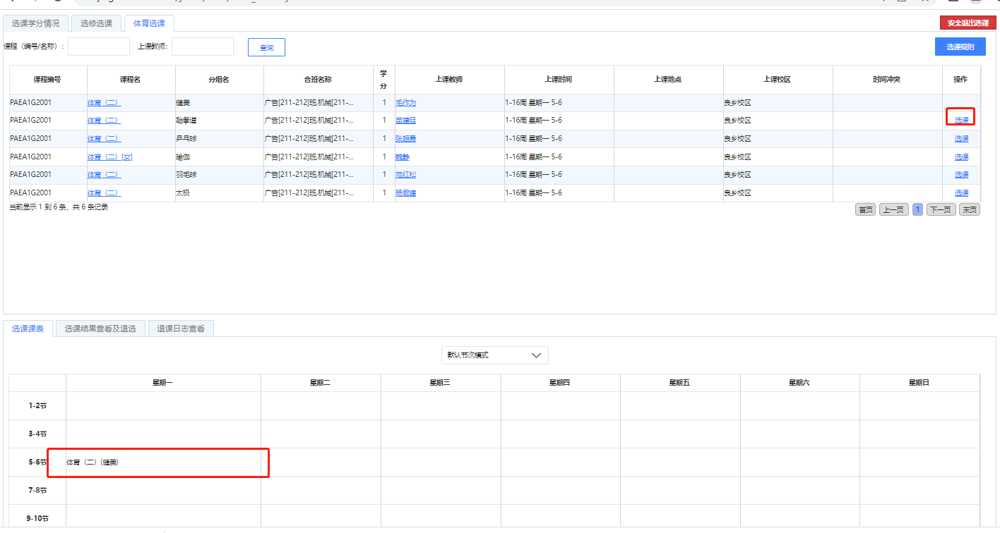 选课学分情况 选修选课 体育选课 安全退出选课
课程（编号/名称）: 上课教师: 查询 选课规则
课程编号 课程名 分组名 合班名称 学分 上课教师 上课时间 上课地点 上课校区 时间冲突 操作
PAEA1G2001 体育（二） 健美 广告[211-212]班,机械[211-... 1 毛作为 1-16周 星期一 5-6 良乡校区
PAEA1G2001 体育（二） 跆拳道 广告[211-212]班,机械[211-... 1 苗建廷 1-16周 星期一 5-6 良乡校区 选课
PAEA1G2001 体育（二） 乒乓球 广告[211-212]班,机械[211-... 1 张超勇 1-16周 星期一 5-6 良乡校区 选课
PAEA1G2001 体育（二）[女] 瑜伽 广告[211-212]班,机械[211-... 1 魏静 1-16周 星期一 5-6 良乡校区 选课
PAEA1G2001 体育（二） 羽毛球 广告[211-212]班,机械[211-... 1 范红松 1-16周 星期一 5-6 良乡校区 选课
PAEA1G2001 体育（二） 太极 广告[211-212]班,机械[211-... 1 杨君建 1-16周 星期一 5-6 良乡校区 选课
当前显示 1 到 6 条，共 6 条记录 首页 上一页 1 下一页 末页
选课课表 选课结果查看及退选 退课日志查看
默认节次模式
星期一 星期二 星期三 星期四 星期五 星期六 星期日
1-2节
3-4节
5-6节 体育（二）(健美)
7-8节
9-10节